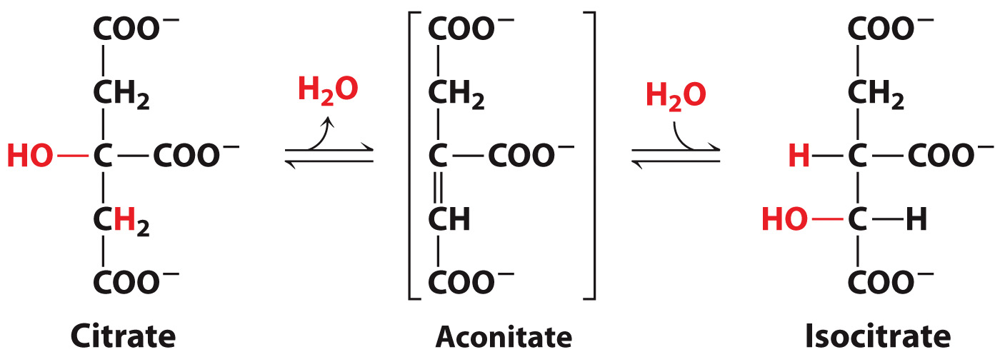 COO⁻
CH₂
HO—C—COO⁻
CH₂
COO⁻
Citrate
H₂O
COO⁻
CH₂
C—COO⁻
CH
COO⁻
Aconitate
H₂O
COO⁻
CH₂
H—C—COO⁻
HO—C—H
COO⁻
Isocitrate